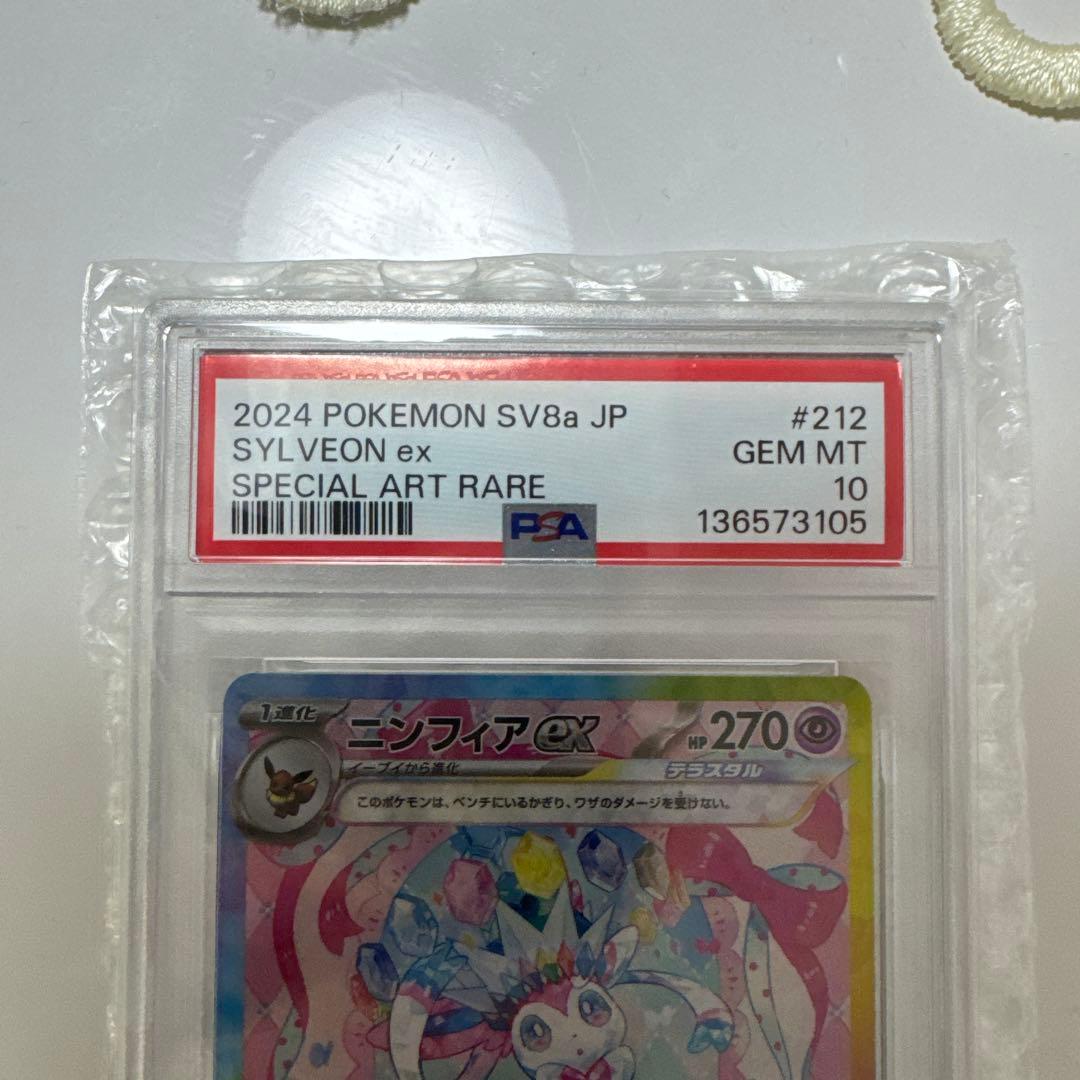 2024 POKEMON SV8a JP #212
SYLVEON ex GEM MT
SPECIAL ART RARE 10
PSA 136573105
1進化 ニンフィアex HP 270
イーブイから進化 テラスタル
このポケモンは、ベンチにいるかぎり、ワザのダメージを受けない。